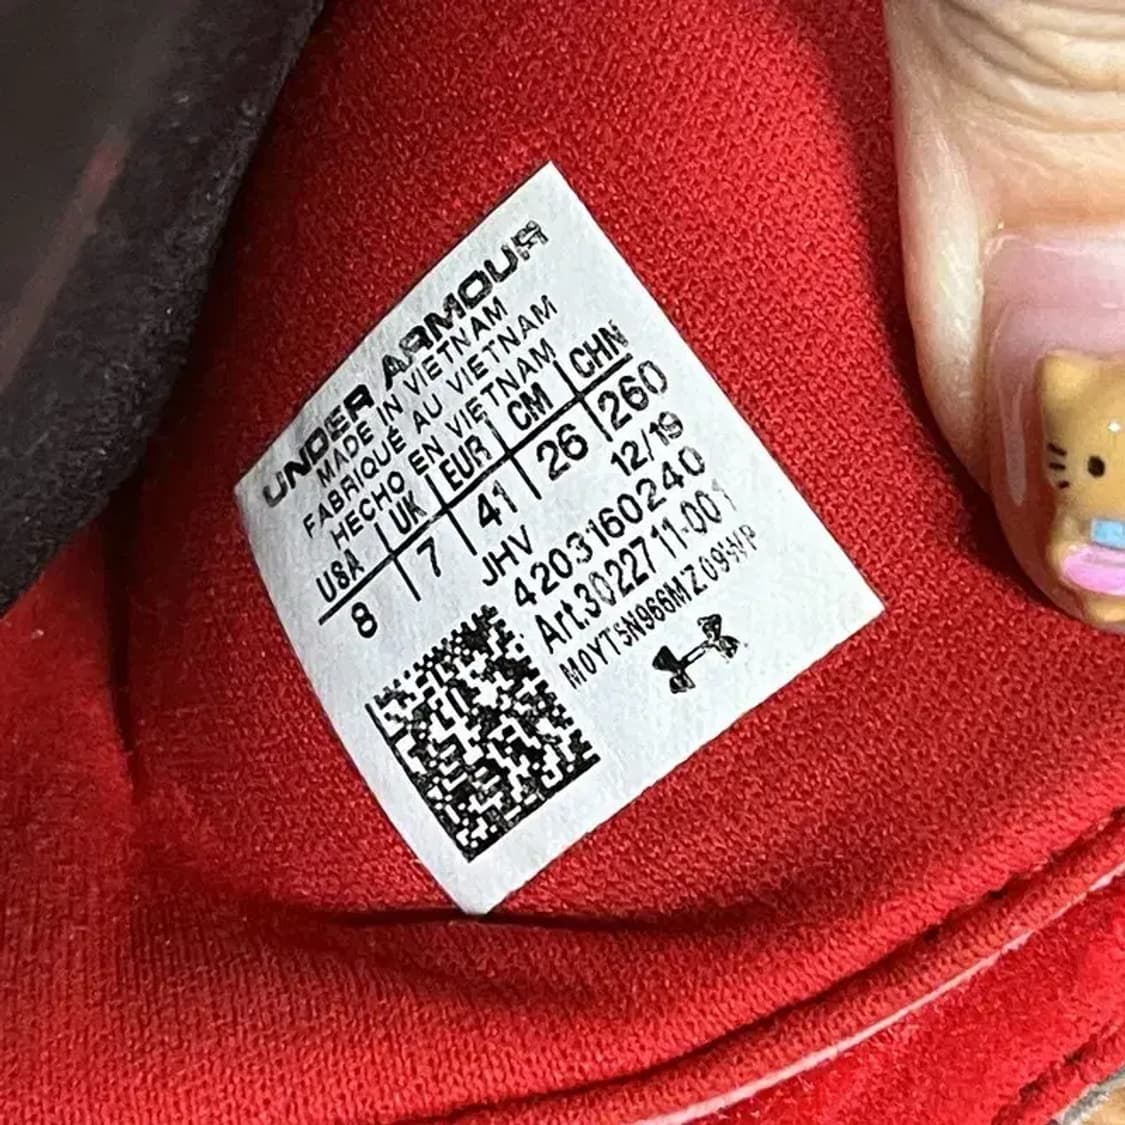 UNDER ARMOUR
MADE IN VIETNAM
FABRIQUÉ AU VIETNAM
HECHO EN VIETNAM
USA UK EUR CM CHN
8 7 41 26 260
JHV 12/19
4203160240
Art.3022711-001